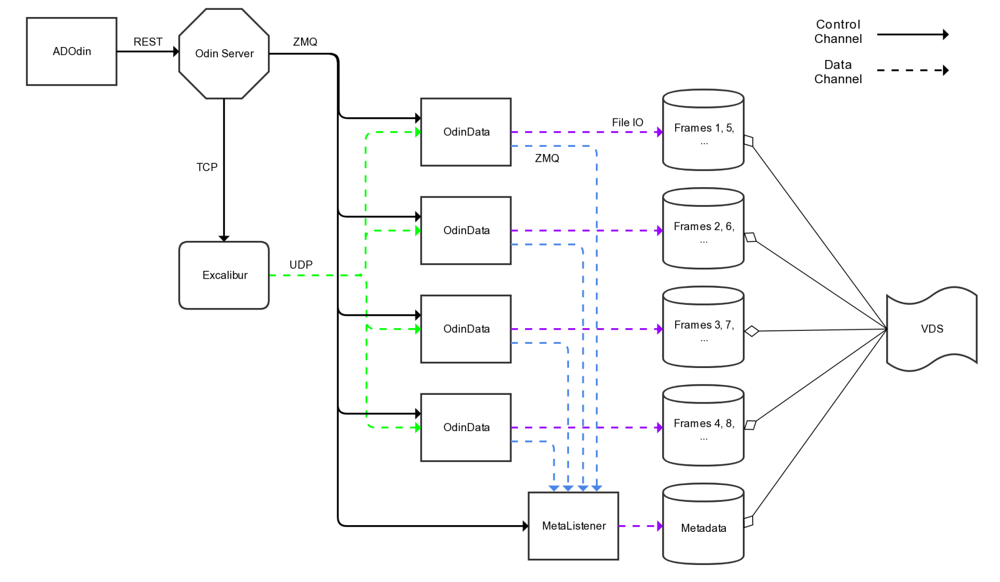 ADOdin
REST
Odin Server
ZMQ
Control
Channel
Data
Channel
TCP
Excalibur
UDP
OdinData
File IO
ZMQ
Frames 1, 5,
...
OdinData
Frames 2, 6,
...
OdinData
Frames 3, 7,
...
VDS
OdinData
Frames 4, 8,
...
MetaListener
Metadata